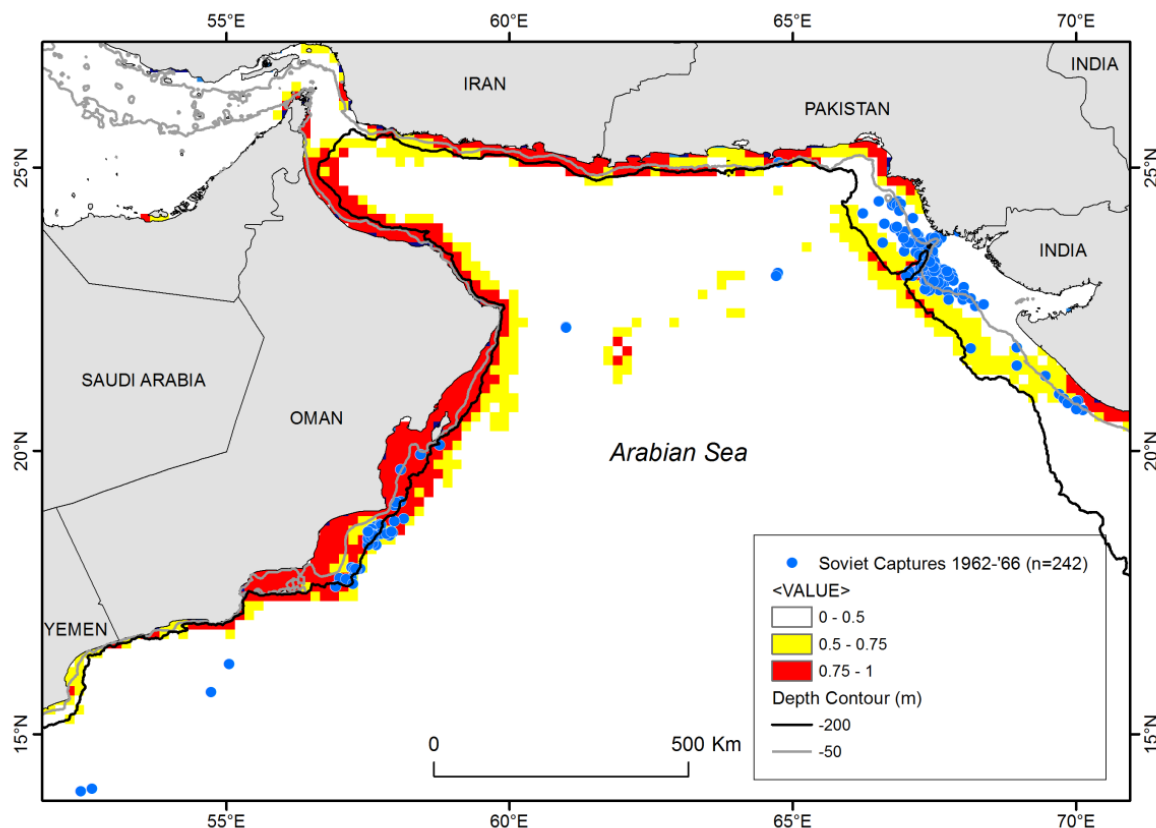 55°E 60°E 65°E 70°E
IRAN
INDIA
PAKISTAN
25°N 25°N
INDIA
SAUDI ARABIA
OMAN
20°N 20°N
Arabian Sea
Soviet Captures 1962-'66 (n=242)
<VALUE>
0 - 0.5
0.5 - 0.75
0.75 - 1
Depth Contour (m)
-200
-50
YEMEN
15°N 15°N
0 500 Km
55°E 60°E 65°E 70°E